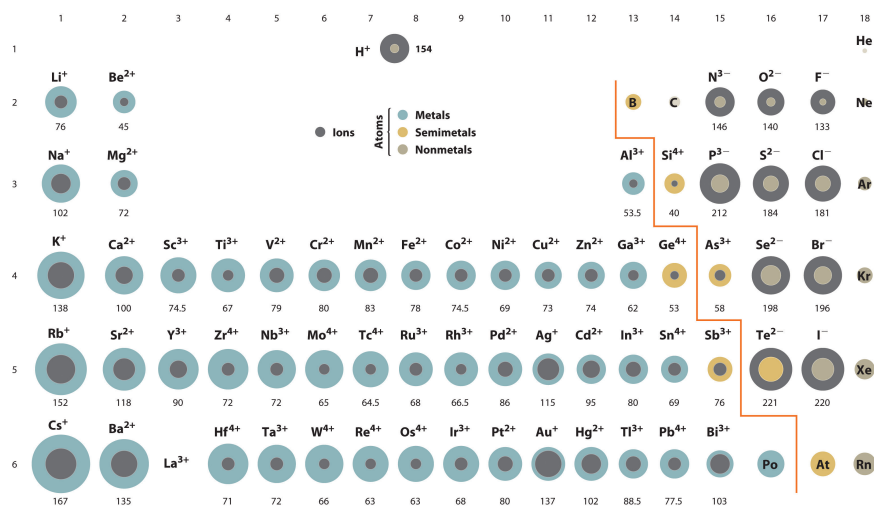 1 2 3 4 5 6 7 8 9 10 11 12 13 14 15 16 17 18
1 H⁺ 154 He
Li⁺ Be²⁺ N³⁻ O²⁻ F⁻
2 B C Ne
76 45 146 140 133
Ions
Atoms
Metals
Semimetals
Nonmetals
Na⁺ Mg²⁺ Al³⁺ Si⁴⁺ P³⁻ S²⁻ Cl⁻
3 Ar
102 72 53.5 40 212 184 181
K⁺ Ca²⁺ Sc³⁺ Ti³⁺ V²⁺ Cr²⁺ Mn²⁺ Fe²⁺ Co²⁺ Ni²⁺ Cu²⁺ Zn²⁺ Ga³⁺ Ge⁴⁺ As³⁺ Se²⁻ Br⁻
4 Kr
138 100 74.5 67 79 80 83 78 74.5 69 73 74 62 53 58 198 196
Rb⁺ Sr²⁺ Y³⁺ Zr⁴⁺ Nb³⁺ Mo⁴⁺ Tc⁴⁺ Ru³⁺ Rh³⁺ Pd²⁺ Ag⁺ Cd²⁺ In³⁺ Sn⁴⁺ Sb³⁺ Te²⁻ I⁻
5 Xe
152 118 90 72 72 65 64.5 68 66.5 86 115 95 80 69 76 221 220
Cs⁺ Ba²⁺ Hf⁴⁺ Ta³⁺ W⁴⁺ Re⁴⁺ Os⁴⁺ Ir³⁺ Pt²⁺ Au⁺ Hg²⁺ Tl³⁺ Pb⁴⁺ Bi³⁺
6 La³⁺ Po At Rn
167 135 71 72 66 63 63 68 80 137 102 88.5 77.5 103